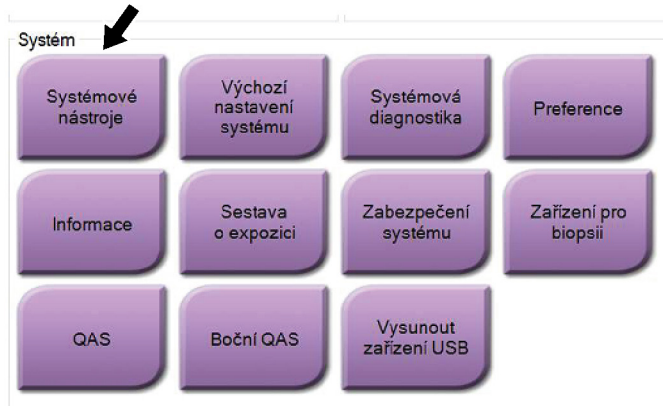 Systém
Systémové
nástroje
Výchozí
nastavení
systému
Systémová
diagnostika
Preference
Informace
Sestava
o expozici
Zabezpečení
systému
Zařízení pro
biopsii
QAS
Boční QAS
Vysunout
zařízení USB